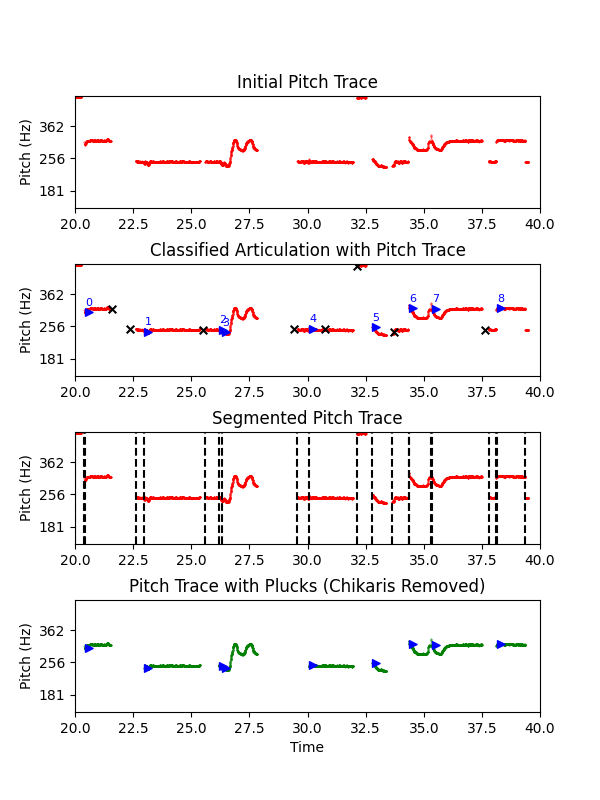 Initial Pitch Trace
Pitch (Hz)
362
256
181
20.0 22.5 25.0 27.5 30.0 32.5 35.0 37.5 40.0
Classified Articulation with Pitch Trace
Pitch (Hz)
362
256
181
0 1 2 3 4 5 6 7 8
20.0 22.5 25.0 27.5 30.0 32.5 35.0 37.5 40.0
Segmented Pitch Trace
Pitch (Hz)
362
256
181
20.0 22.5 25.0 27.5 30.0 32.5 35.0 37.5 40.0
Pitch Trace with Plucks (Chikaris Removed)
Pitch (Hz)
362
256
181
20.0 22.5 25.0 27.5 30.0 32.5 35.0 37.5 40.0
Time